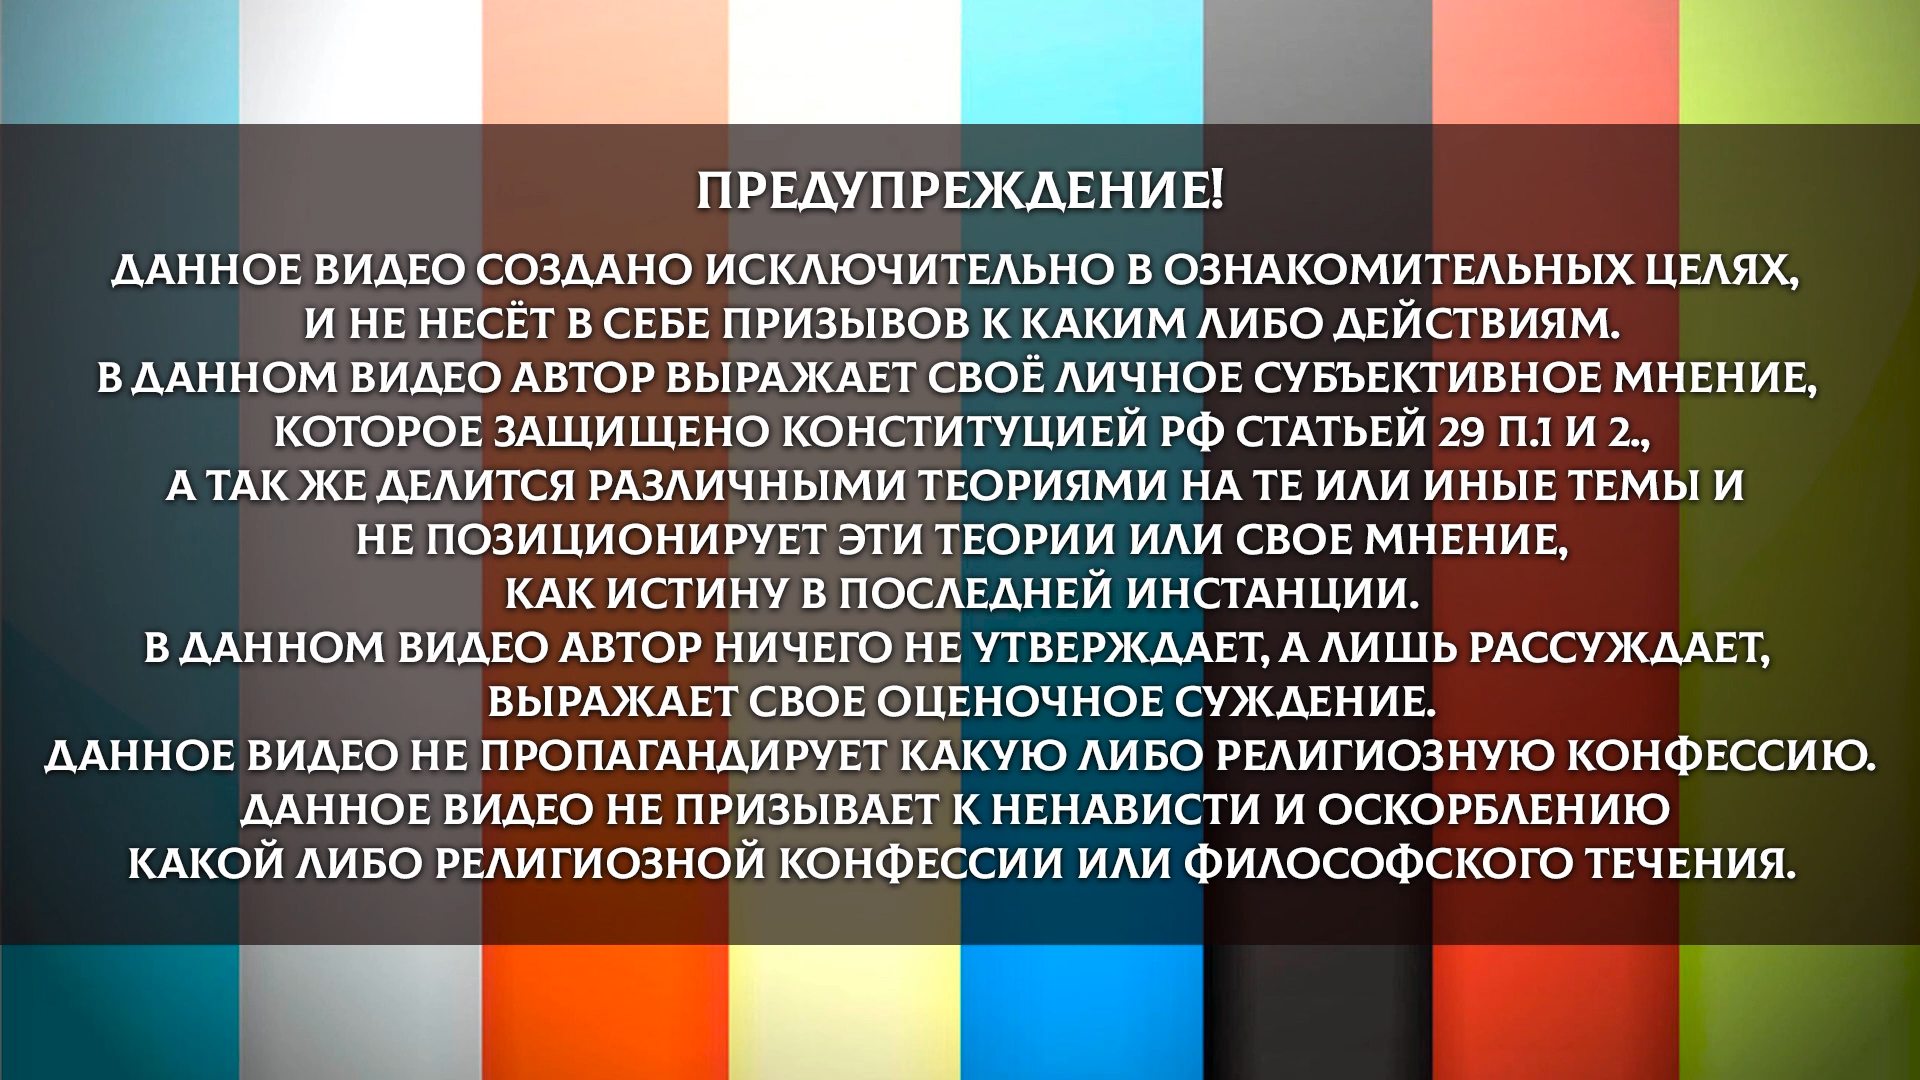 ПРЕДУПРЕЖДЕНИЕ!
ДАННОЕ ВИДЕО СОЗДАНО ИСКЛЮЧИТЕЛЬНО В ОЗНАКОМИТЕЛЬНЫХ ЦЕЛЯХ,
И НЕ НЕСЁТ В СЕБЕ ПРИЗЫВОВ К КАКИМ ЛИБО ДЕЙСТВИЯМ.
В ДАННОМ ВИДЕО АВТОР ВЫРАЖАЕТ СВОЁ ЛИЧНОЕ СУБЪЕКТИВНОЕ МНЕНИЕ,
КОТОРОЕ ЗАЩИЩЕНО КОНСТИТУЦИЕЙ РФ СТАТЬЕЙ 29 П.1 И 2.,
А ТАК ЖЕ ДЕЛИТСЯ РАЗЛИЧНЫМИ ТЕОРИЯМИ НА ТЕ ИЛИ ИНЫЕ ТЕМЫ И
НЕ ПОЗИЦИОНИРУЕТ ЭТИ ТЕОРИИ ИЛИ СВОЕ МНЕНИЕ,
КАК ИСТИНУ В ПОСЛЕДНЕЙ ИНСТАНЦИИ.
В ДАННОМ ВИДЕО АВТОР НИЧЕГО НЕ УТВЕРЖДАЕТ, А ЛИШЬ РАССУЖДАЕТ,
ВЫРАЖАЕТ СВОЕ ОЦЕНОЧНОЕ СУЖДЕНИЕ.
ДАННОЕ ВИДЕО НЕ ПРОПАГАНДИРУЕТ КАКУЮ ЛИБО РЕЛИГИОЗНУЮ КОНФЕССИЮ.
ДАННОЕ ВИДЕО НЕ ПРИЗЫВАЕТ К НЕНАВИСТИ И ОСКОРБЛЕНИЮ
КАКОЙ ЛИБО РЕЛИГИОЗНОЙ КОНФЕССИИ ИЛИ ФИЛОСОФСКОГО ТЕЧЕНИЯ.